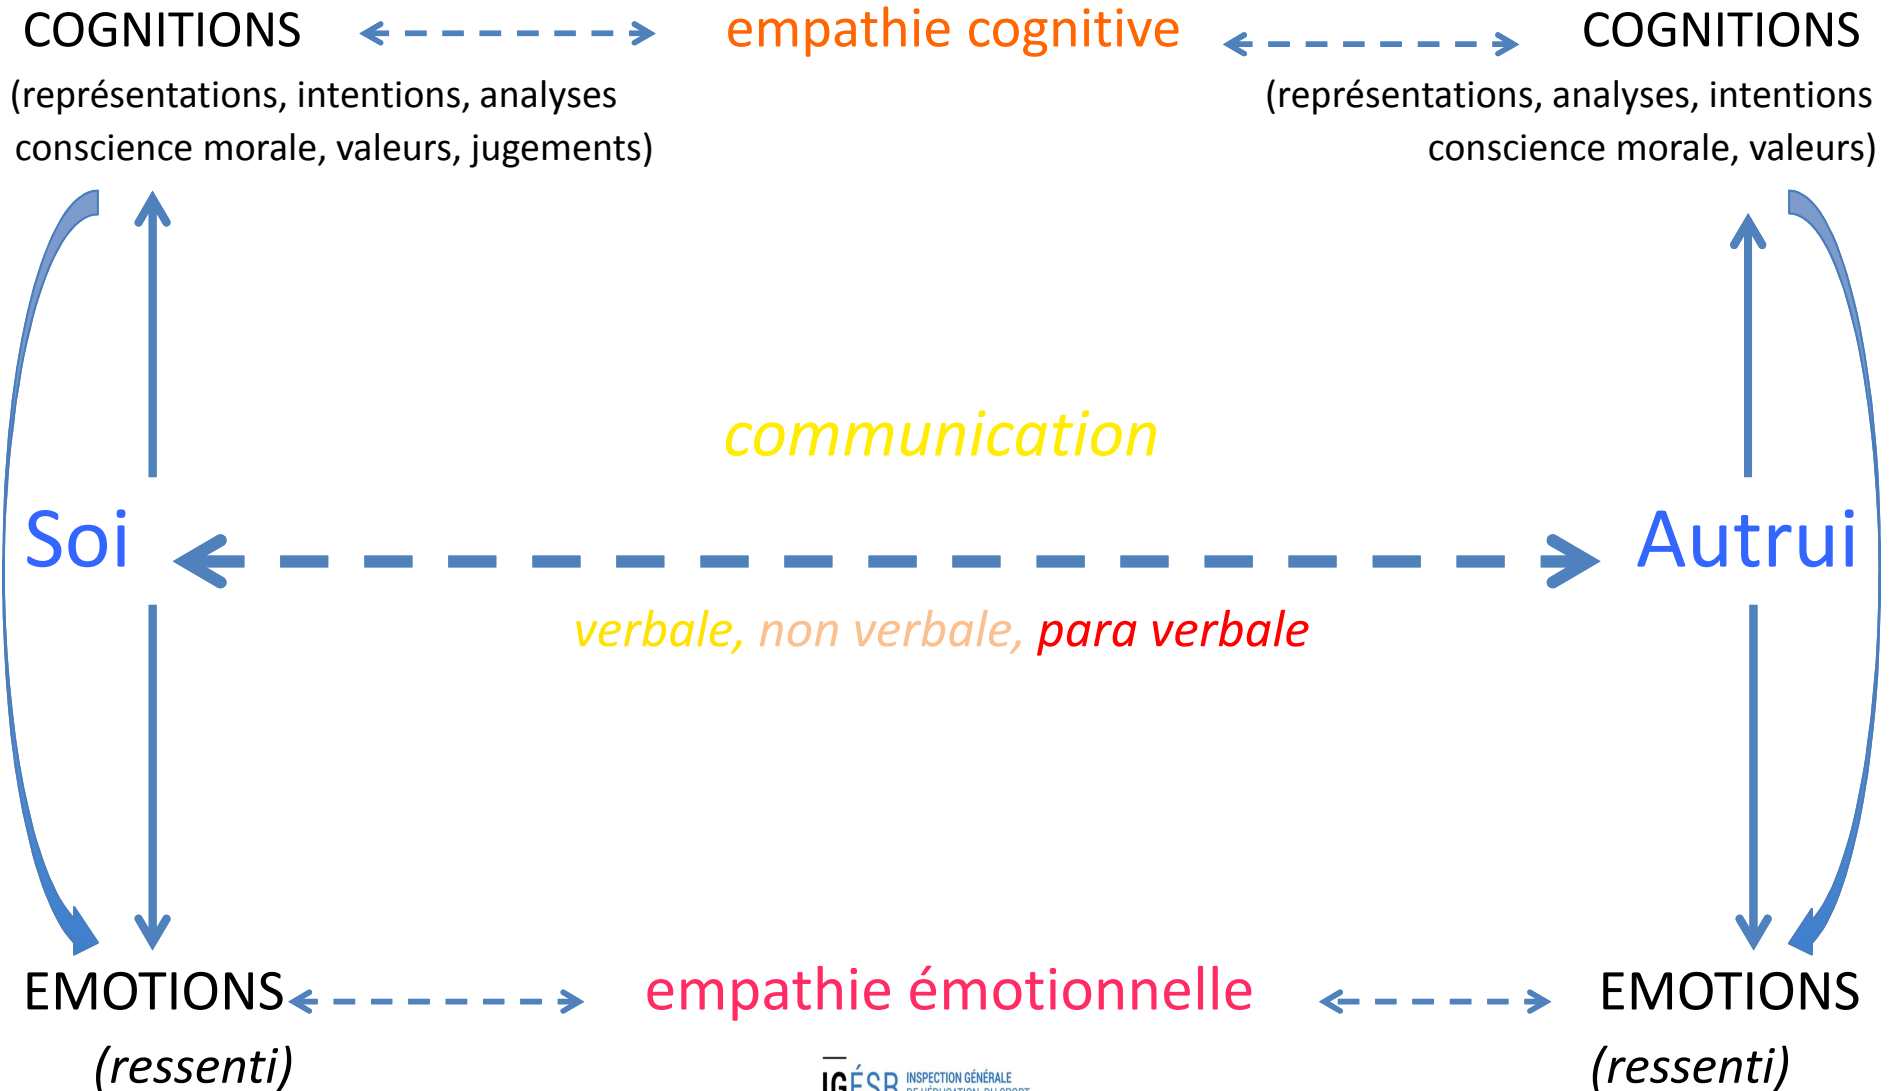 COGNITIONS empathie cognitive COGNITIONS
(représentations, intentions, analyses (représentations, analyses, intentions
conscience morale, valeurs, jugements) conscience morale, valeurs)
communication
Soi Autrui
verbale, non verbale, para verbale
EMOTIONS empathie émotionnelle EMOTIONS
(ressenti) (ressenti)
IGÉSR INSPECTION GÉNÉRALE